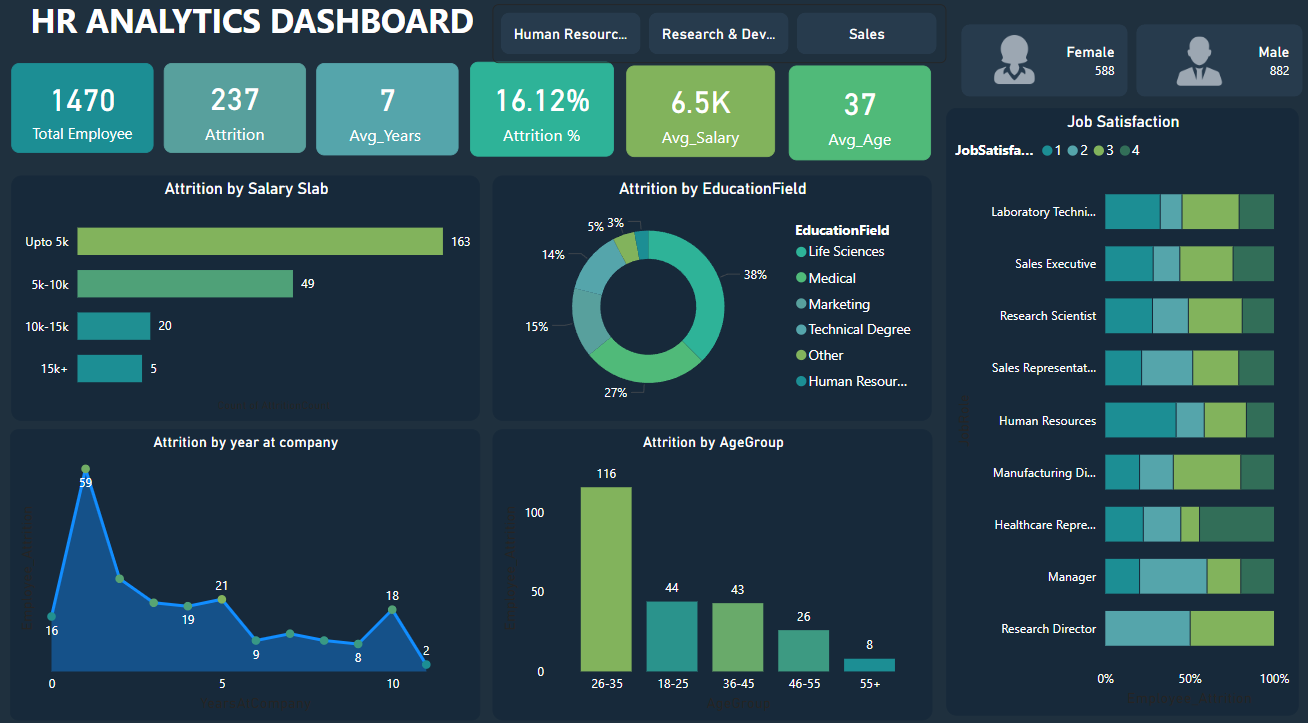 HR ANALYTICS DASHBOARD
Human Resourc...
Research & Dev...
Sales
Female
588
Male
882
1470
Total Employee
237
Attrition
7
Avg_Years
16.12%
Attrition %
6.5K
Avg_Salary
37
Avg_Age
Attrition by Salary Slab
Upto 5k
163
5k-10k
49
10k-15k
20
15k+
5
Attrition by EducationField
38%
27%
15%
14%
5%
3%
EducationField
Life Sciences
Medical
Marketing
Technical Degree
Other
Human Resour...
Job Satisfaction
JobSatisfa... 1 2 3 4
Laboratory Techni...
Sales Executive
Research Scientist
Sales Representat...
Human Resources
Manufacturing Di...
Healthcare Repre...
Manager
Research Director
0% 50% 100%
Attrition by year at company
16
59
19
21
9
8
18
2
0 5 10
Attrition by AgeGroup
100
50
0
116
44
43
26
8
26-35 18-25 36-45 46-55 55+